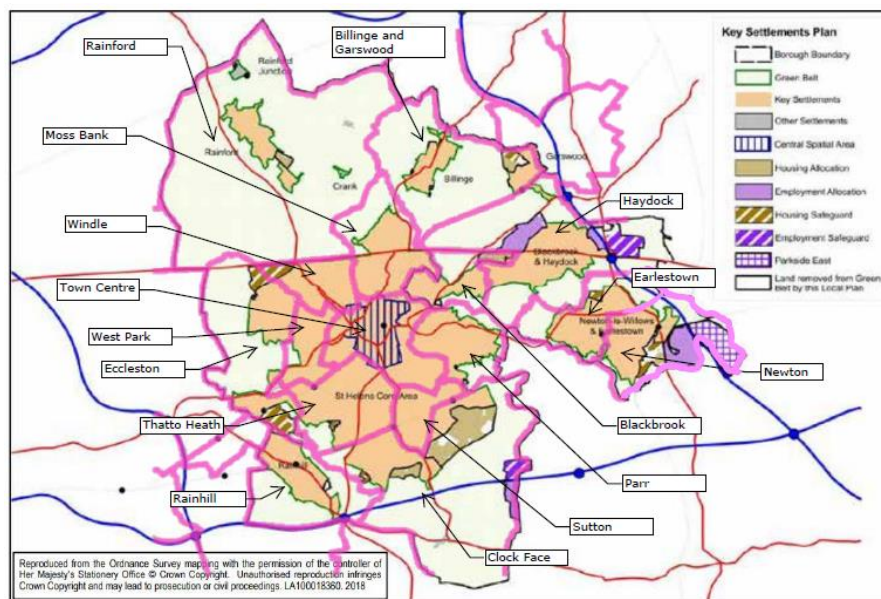 Rainford
Billinge and
Garswood
Moss Bank
Windle
Town Centre
West Park
Eccleston
Thatto Heath
Rainhill
Haydock
Earlestown
Newton
Blackbrook
Parr
Sutton
Clock Face
Rainford
Junction
Rainford
Crank
Billinge
Garswood
Blackbrook
& Haydock
Newton-le-Willows
& Earlestown
St Helens Core Area
Key Settlements Plan
Borough Boundary
Green Belt
Key Settlements
Other Settlements
Central Spatial Area
Housing Allocation
Employment Allocation
Housing Safeguard
Employment Safeguard
Parkside East
Land removed from Green
Belt by this Local Plan
Reproduced from the Ordnance Survey mapping with the permission of the controller of
Her Majesty's Stationery Office © Crown Copyright. Unauthorised reproduction infringes
Crown Copyright and may lead to prosecution or civil proceedings. LA100018360. 2018